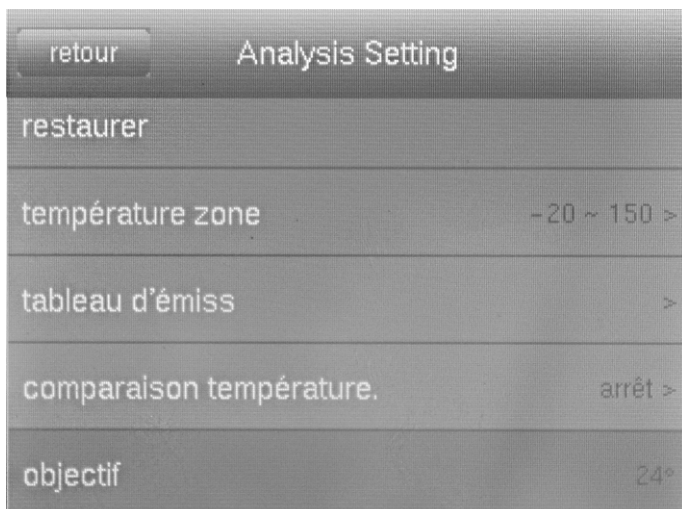 retour
Analysis Setting
restaurer
température zone
-20 ~ 150 >
tableau d'émiss
>
comparaison température.
arrêt >
objectif
24°